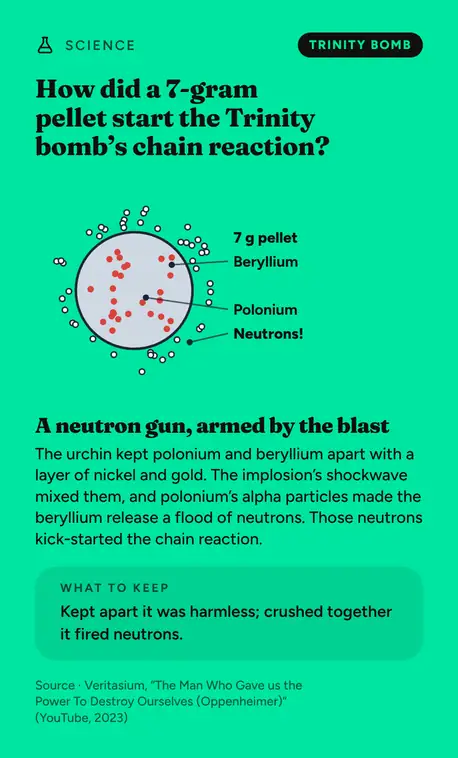 SCIENCE
TRINITY BOMB
How did a 7-gram
pellet start the Trinity
bomb’s chain reaction?
7 g pellet
Beryllium
Polonium
Neutrons!
A neutron gun, armed by the blast
The urchin kept polonium and beryllium apart with a
layer of nickel and gold. The implosion’s shockwave
mixed them, and polonium’s alpha particles made the
beryllium release a flood of neutrons. Those neutrons
kick-started the chain reaction.
WHAT TO KEEP
Kept apart it was harmless; crushed together
it fired neutrons.
Source · Veritasium, “The Man Who Gave us the
Power To Destroy Ourselves (Oppenheimer)”
(YouTube, 2023)